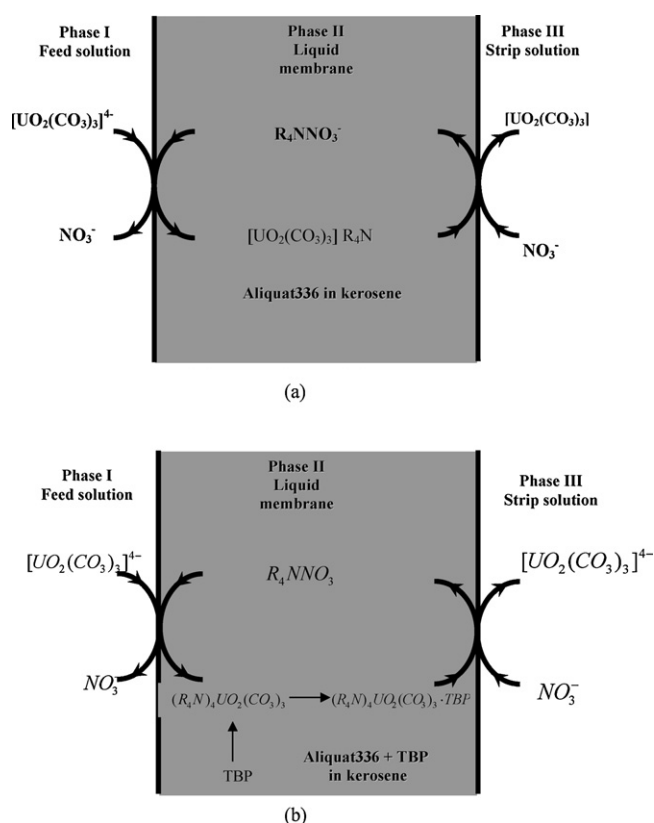 Phase I
Feed solution
Phase II
Liquid
membrane
Phase III
Strip solution
[UO₂(CO₃)₃]⁴⁻
R₄NNO₃⁻
[UO₂(CO₃)₃]
NO₃⁻
[UO₂(CO₃)₃] R₄N
NO₃⁻
Aliquat336 in kerosene
(a)
Phase I
Feed solution
Phase II
Liquid
membrane
Phase III
Strip solution
[UO₂(CO₃)₃]⁴⁻
R₄NNO₃
[UO₂(CO₃)₃]⁴⁻
NO₃⁻
(R₄N)₄UO₂(CO₃)₃
(R₄N)₄UO₂(CO₃)₃·TBP
NO₃⁻
TBP
Aliquat336 + TBP
in kerosene
(b)